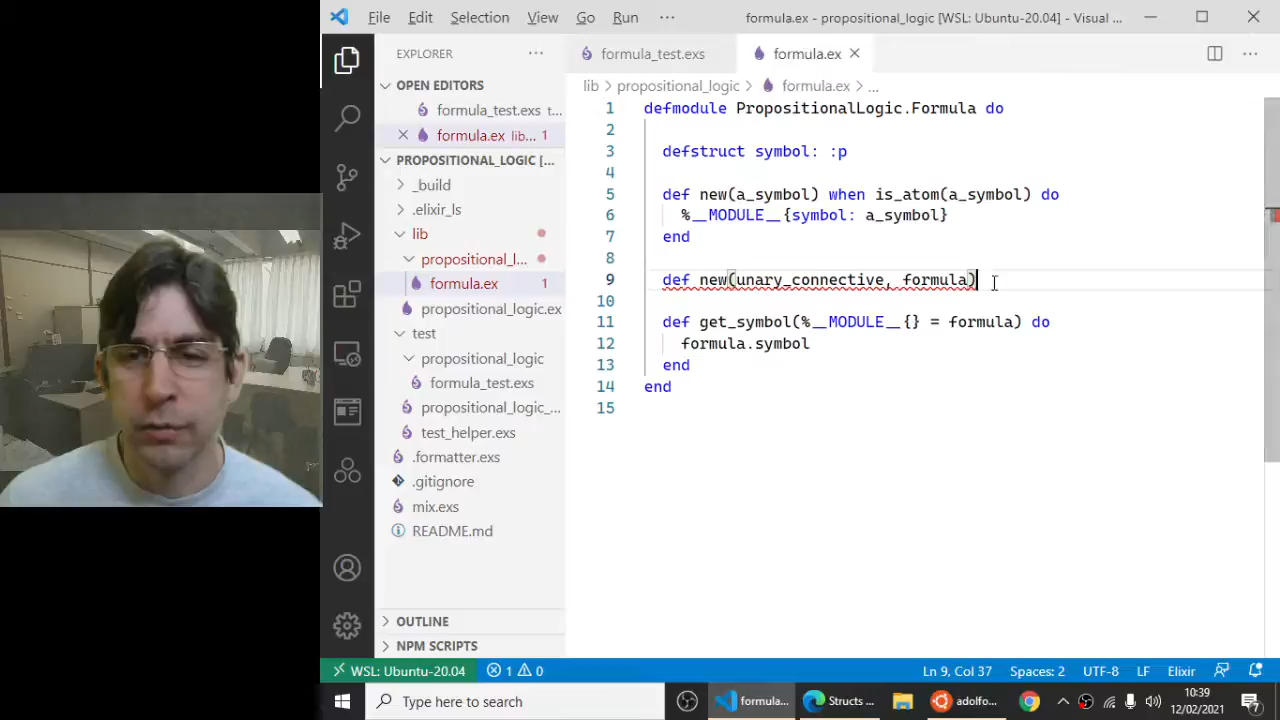 File Edit Selection View Go Run ··· formula.ex - propositional_logic [WSL: Ubuntu-20.04] - Visual ...
EXPLORER ···
formula_test.exs
formula.ex
OPEN EDITORS
formula_test.exs t...
formula.ex lib... 1
PROPOSITIONAL_LOGIC [...
_build
.elixir_ls
lib
propositional_l...
formula.ex 1
propositional_logic.ex
test
propositional_logic
formula_test.exs
propositional_logic_...
test_helper.exs
.formatter.exs
.gitignore
mix.exs
README.md
OUTLINE
NPM SCRIPTS
lib > propositional_logic > formula.ex > ...
1 defmodule PropositionalLogic.Formula do
2
3 defstruct symbol: :p
4
5 def new(a_symbol) when is_atom(a_symbol) do
6 %__MODULE__{symbol: a_symbol}
7 end
8
9 def new(unary_connective, formula)
10
11 def get_symbol(%__MODULE__{} = formula) do
12 formula.symbol
13 end
14 end
15
WSL: Ubuntu-20.04 1 0 Ln 9, Col 37 Spaces: 2 UTF-8 LF Elixir
Type here to search
formula...
Structs ...
adolfo...
10:39
12/02/2021
7